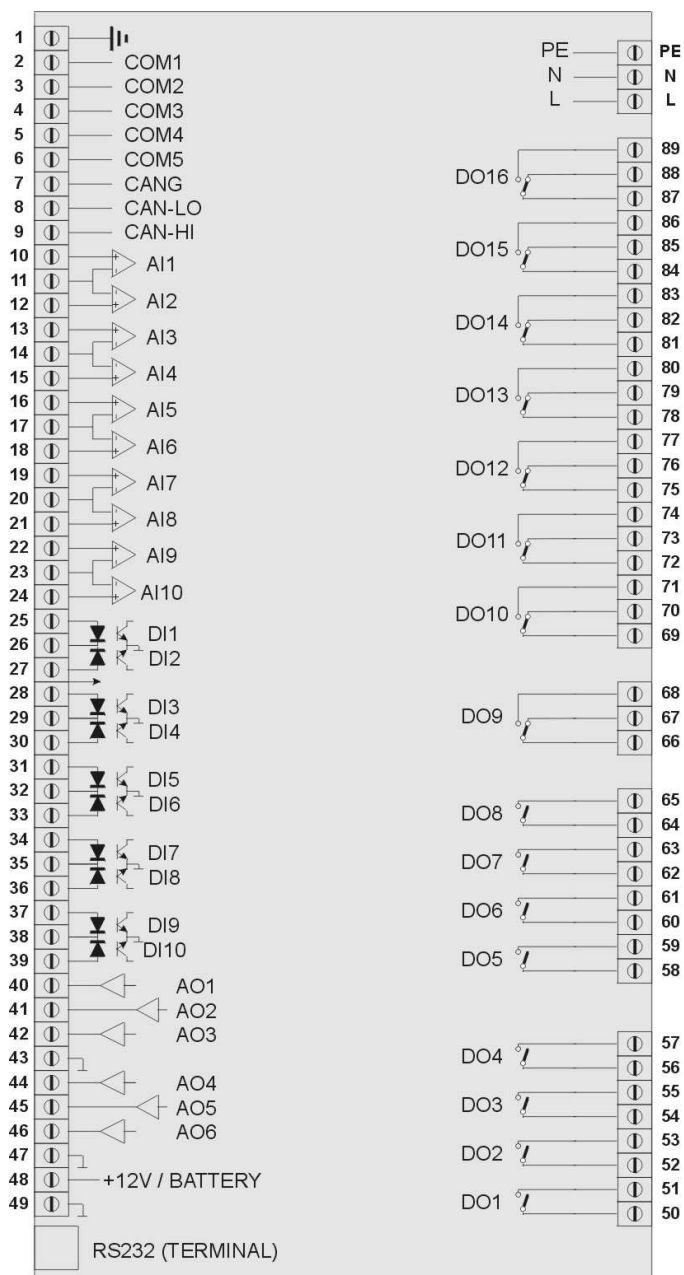 1
2 COM1
3 COM2
4 COM3
5 COM4
6 COM5
7 CANG
8 CAN-LO
9 CAN-HI
10
AI1
11
AI2
12
13
AI3
14
AI4
15
16
AI5
17
AI6
18
19
AI7
20
AI8
21
22
AI9
23
AI10
24
25
DI1
26
DI2
27
28
DI3
29
DI4
30
31
DI5
32
DI6
33
34
DI7
35
DI8
36
37
DI9
38
DI10
39
40 AO1
41 AO2
42 AO3
43
44 AO4
45 AO5
46 AO6
47
48 +12V / BATTERY
49
RS232 (TERMINAL)
PE PE
N N
L L
89
DO16 88
87
86
DO15 85
84
83
DO14 82
81
80
DO13 79
78
77
DO12 76
75
74
DO11 73
72
71
DO10 70
69
68
DO9 67
66
65
DO8
64
63
DO7
62
61
DO6
60
59
DO5
58
57
DO4
56
55
DO3
54
53
DO2
52
51
DO1
50